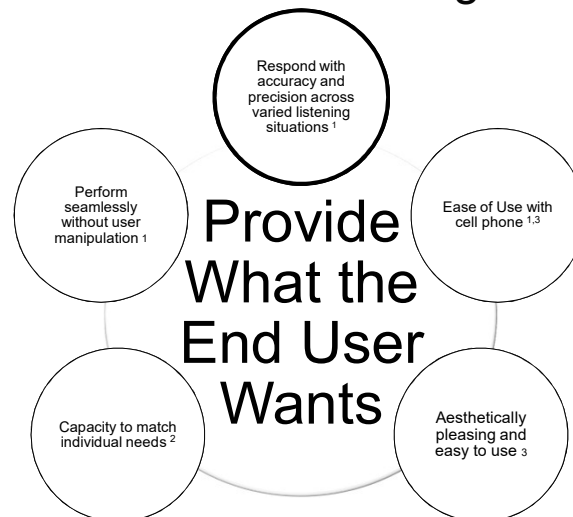 Respond with
accuracy and
precision across
varied listening
situations 1
Perform
seamlessly
without user
manipulation 1
Ease of Use with
cell phone 1,3
Provide
What the
End User
Wants
Capacity to match
individual needs 2
Aesthetically
pleasing and
easy to use 3